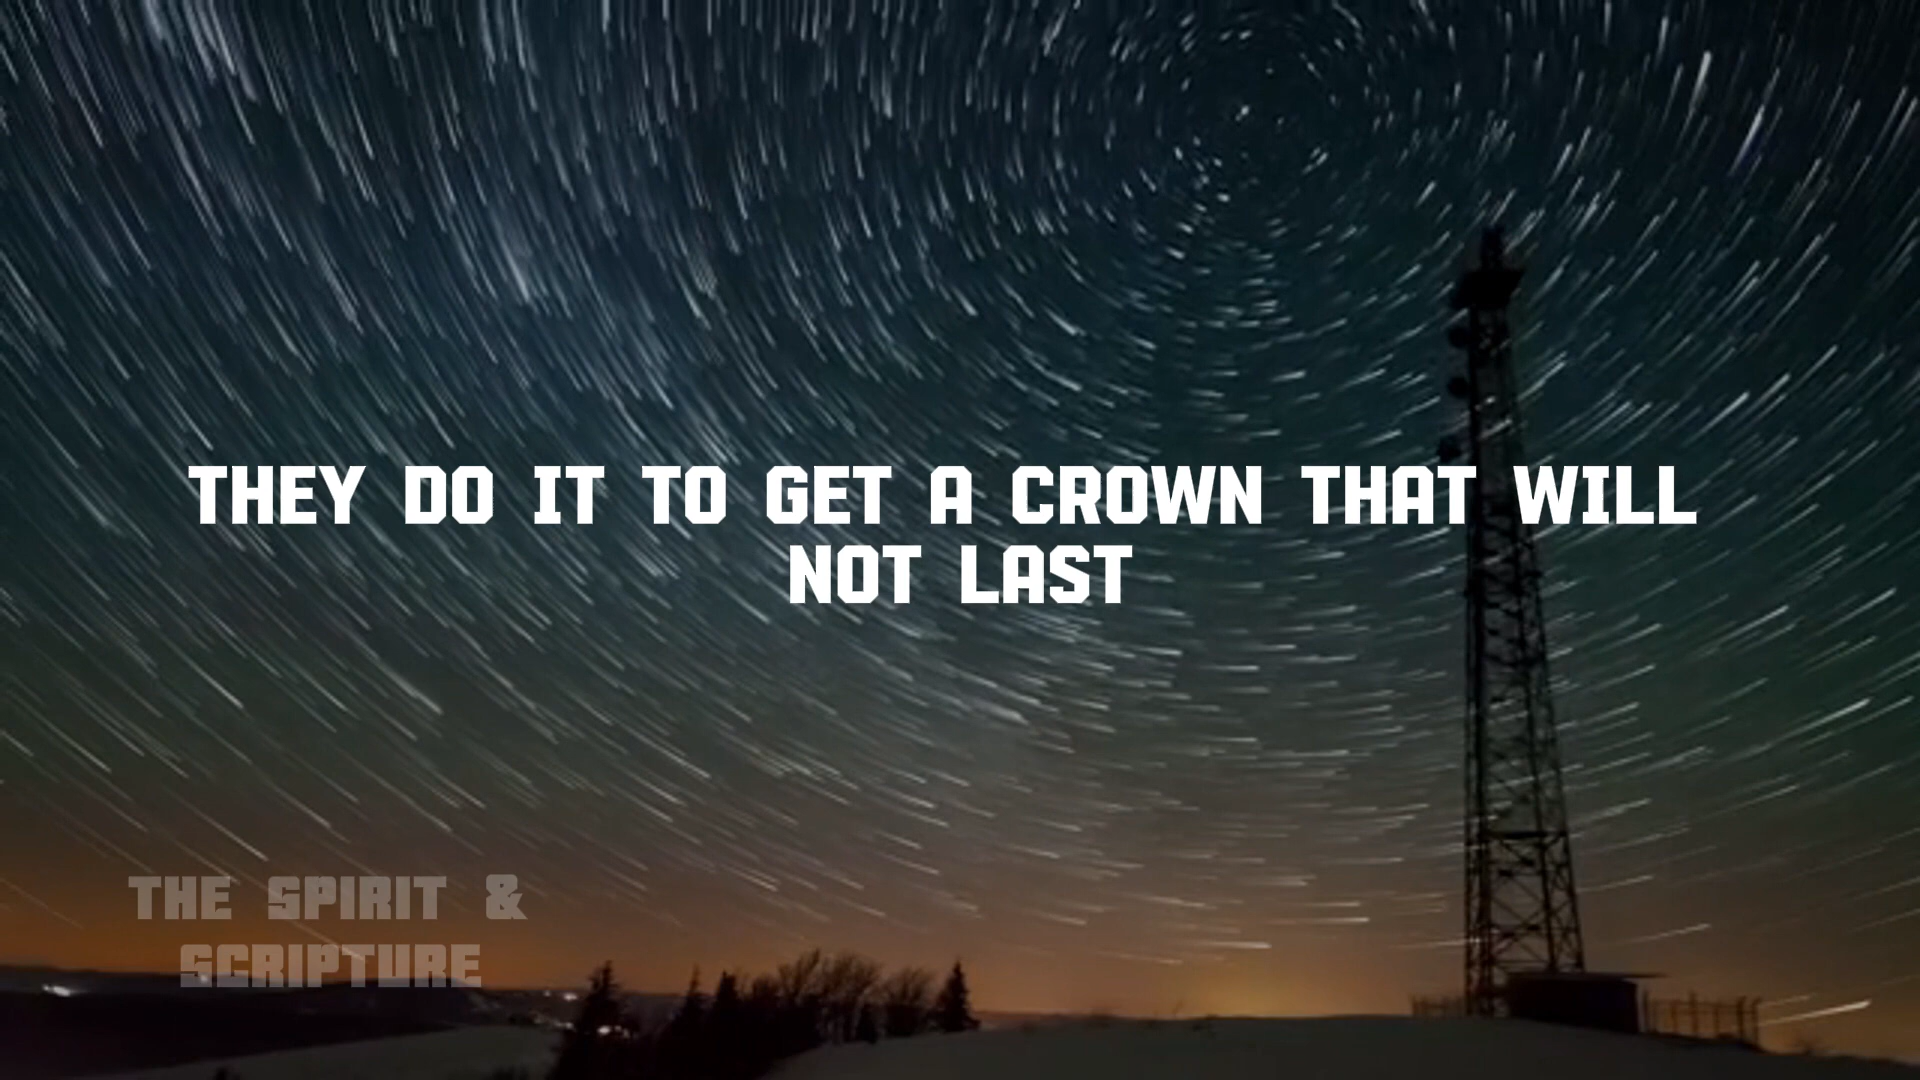 THEY DO IT TO GET A CROWN THAT WILL
NOT LAST
THE SPIRIT &
SCRIPTURE